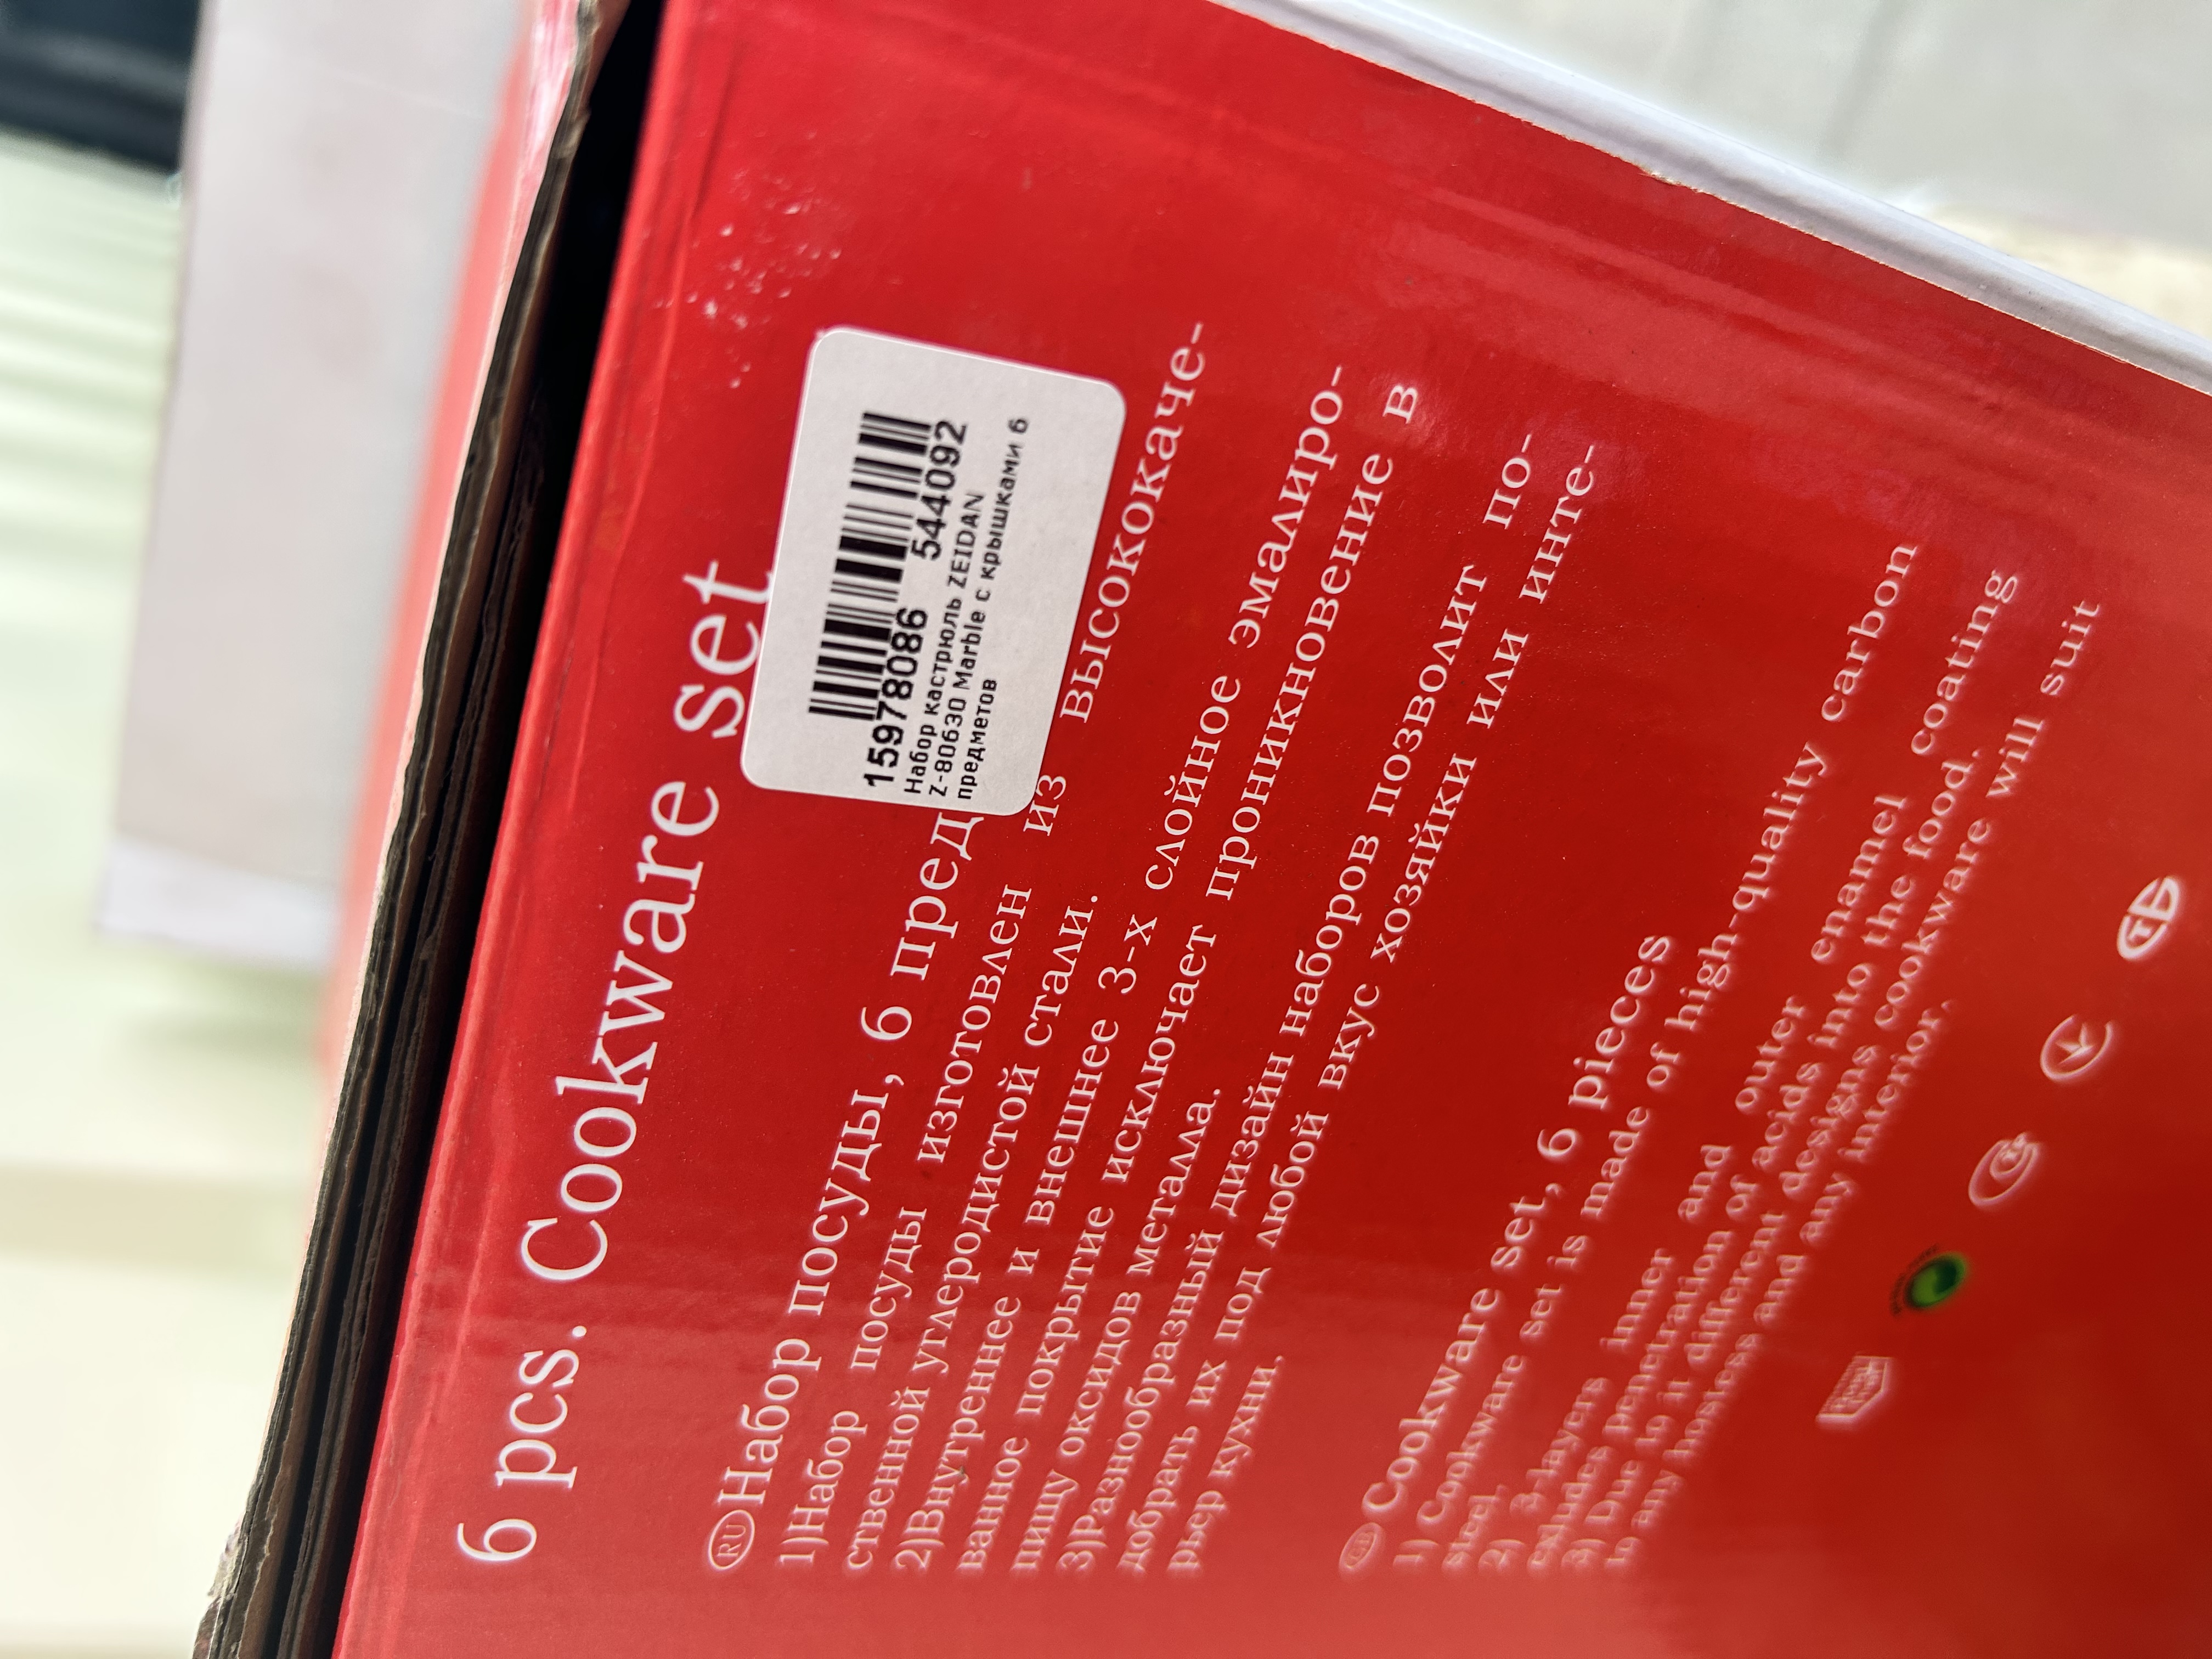 6 pcs. Cookware set
15978086 544092
Набор кастрюль ZEIDAN
Z-80630 Marble с крышками 6
предметов
RU Набор посуды, 6 пред
1)Набор посуды изготовлен из высококаче-
ственной углеродистой стали.
2)Внутреннее и внешнее 3-х слойное эмалиро-
ванное покрытие исключает проникновение в
пищу оксидов металла.
3)Разнообразный дизайн наборов позволит по-
добрать их под любой вкус хозяйки или инте-
рьер кухни.
GB Cookware set, 6 pieces
1) Cookware set is made of high-quality carbon
steel.
2) 3-layers inner and outer enamel coating
exludes penetration of acids into the food.
3) Due to it different designs cookware will suit
to any hostess and any interior.